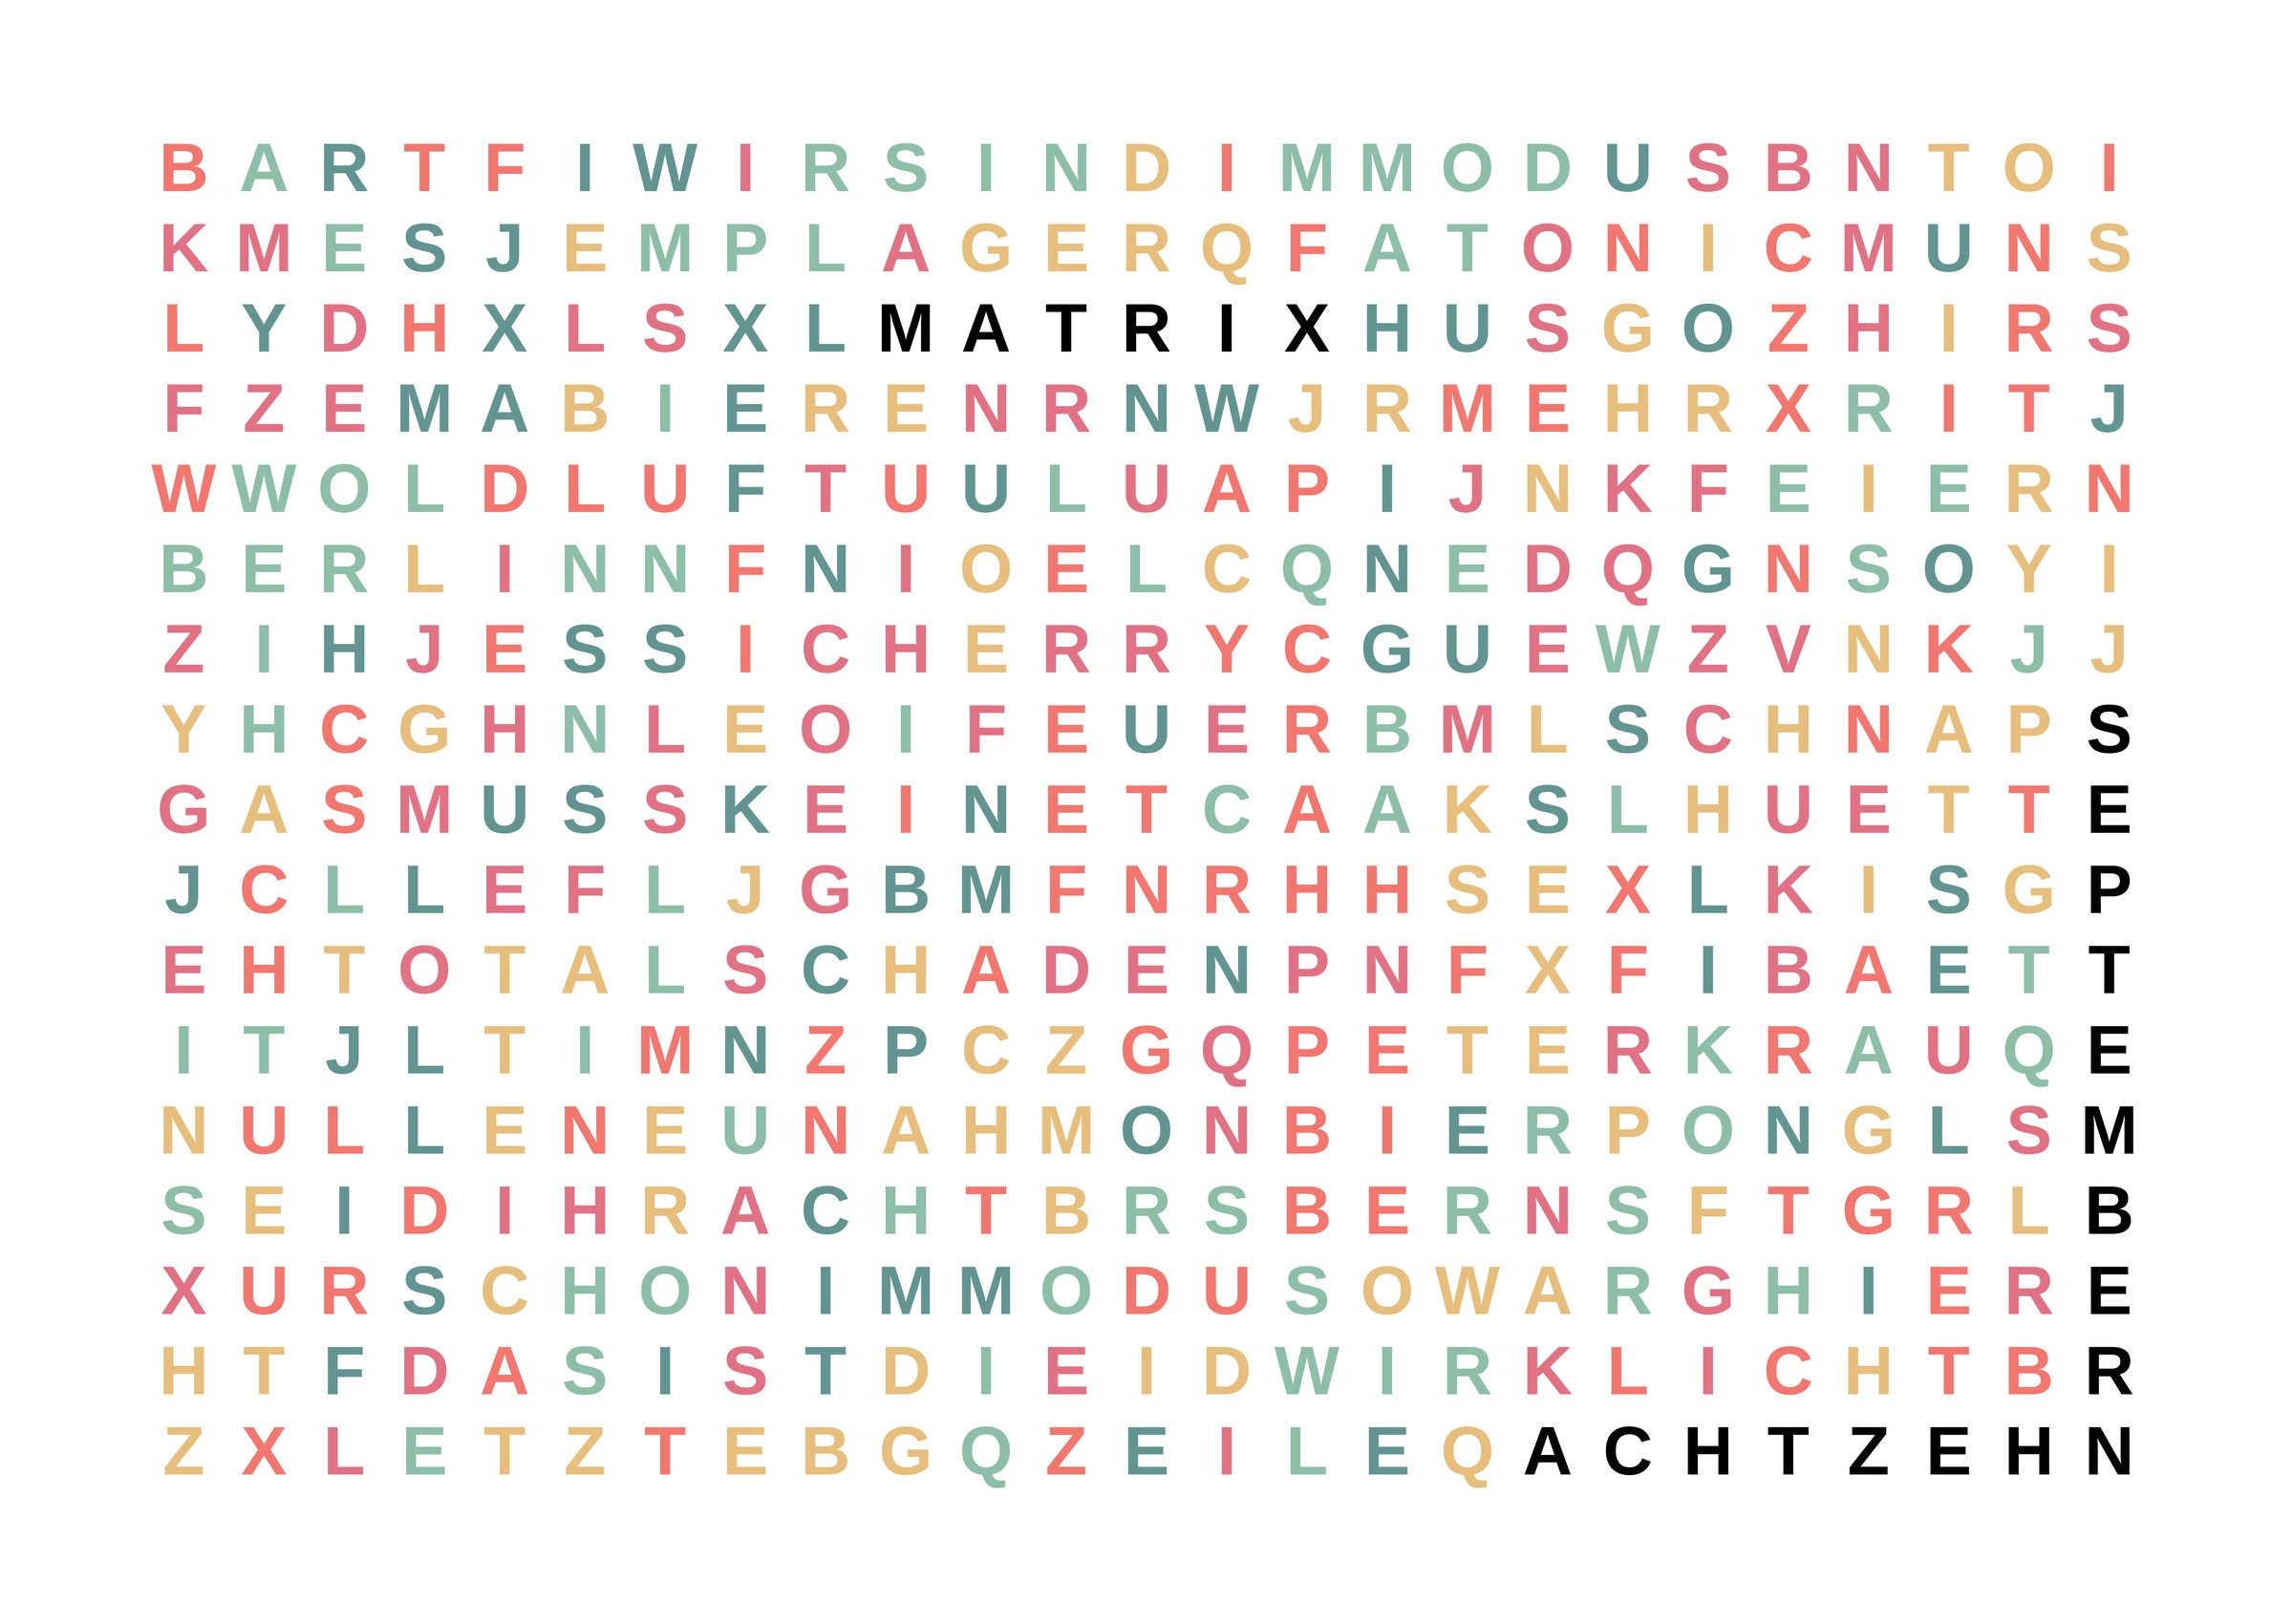 B A R T F I W I R S I N D I M M O D U S B N T O I
K M E S J E M P L A G E R Q F A T O N I C M U N S
L Y D H X L S X L M A T R I X H U S G O Z H I R S
F Z E M A B I E R E N R N W J R M E H R X R I T J
W W O L D L U F T U U L U A P I J N K F E I E R N
B E R L I N N F N I O E L C Q N E D Q G N S O Y I
Z I H J E S S I C H E R R Y C G U E W Z V N K J J
Y H C G H N L E O I F E U E R B M L S C H N A P S
G A S M U S S K E I N E T C A A K S L H U E T T E
J C L L E F L J G B M F N R H H S E X L K I S G P
E H T O T A L S C H A D E N P N F X F I B A E T T
I T J L T I M N Z P C Z G Q P E T E R K R A U Q E
N U L L E N E U N A H M O N B I E R P O N G L S M
S E I D I H R A C H T B R S B E R N S F T G R L B
X U R S C H O N I M M O D U S O W A R G H I E R E
H T F D A S I S T D I E I D W I R K L I C H T B R
Z X L E T Z T E B G Q Z E I L E Q A C H T Z E H N